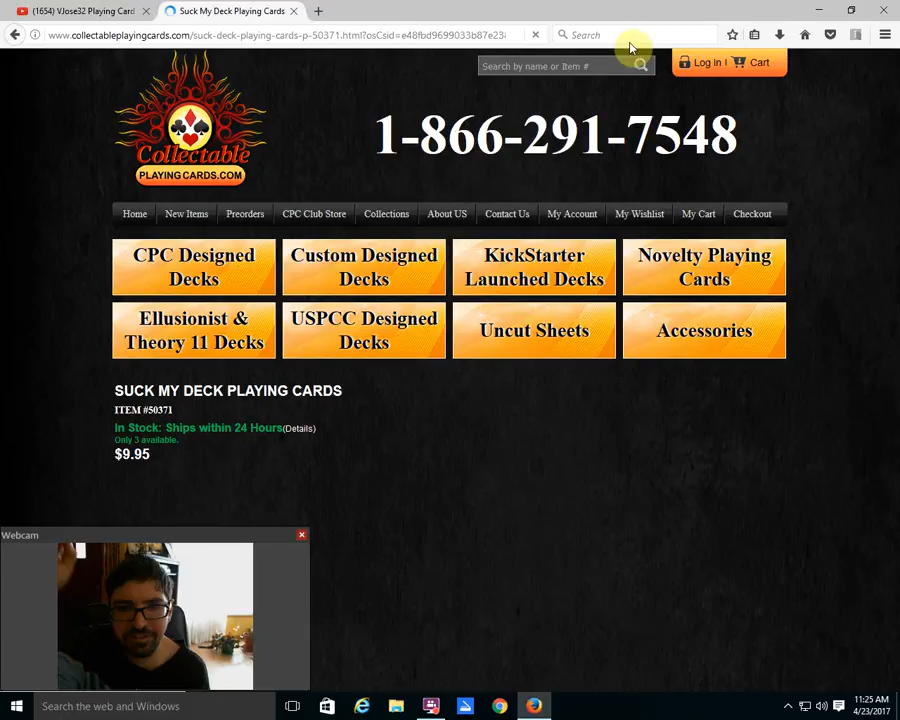 (1654) VJose32 Playing Card
Suck My Deck Playing Cards
www.collectableplayingcards.com/suck-deck-playing-cards-p-50371.html?osCsid=e48fbd9699033b87e23
Search
Search by name or Item #
Log In | Cart
Collectable
PLAYING CARDS.COM
1-866-291-7548
Home
New Items
Preorders
CPC Club Store
Collections
About US
Contact Us
My Account
My Wishlist
My Cart
Checkout
CPC Designed
Decks
Custom Designed
Decks
KickStarter
Launched Decks
Novelty Playing
Cards
Ellusionist &
Theory 11 Decks
USPCC Designed
Decks
Uncut Sheets
Accessories
SUCK MY DECK PLAYING CARDS
ITEM #50371
In Stock: Ships within 24 Hours(Details)
Only 3 available.
$9.95
Webcam
Search the web and Windows
11:25 AM
4/23/2017